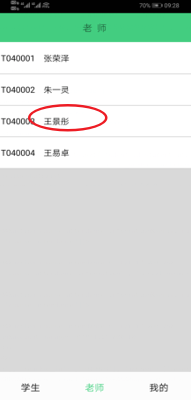 70% 09:28
老 师
T040001 张荣泽
T040002 朱一灵
T040003 王景彤
T040004 王易卓
学生 老师 我的